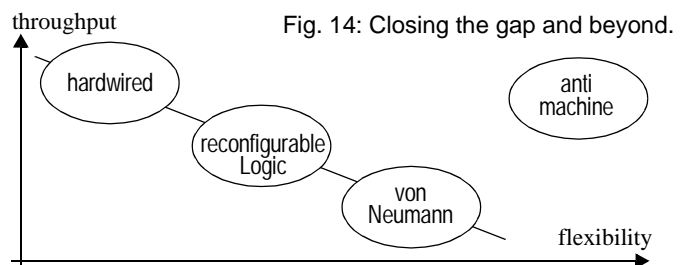 throughput
Fig. 14: Closing the gap and beyond.
hardwired
anti
machine
reconfigurable
Logic
von
Neumann
flexibility